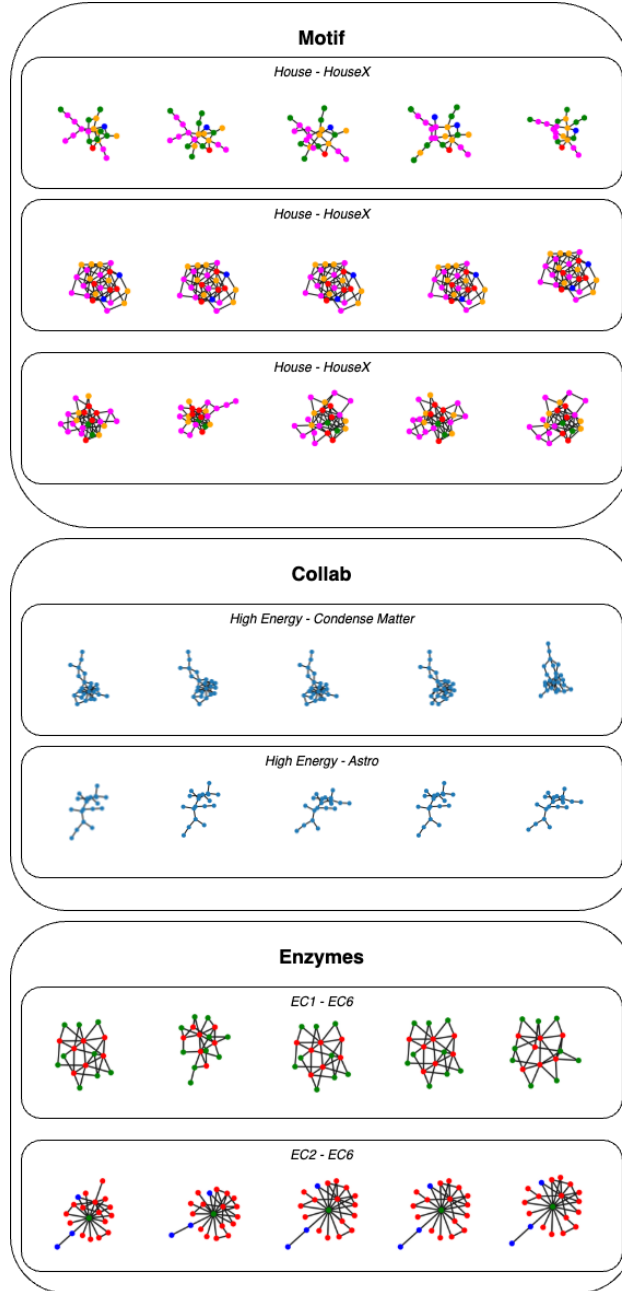 Motif
House - HouseX
House - HouseX
House - HouseX
Collab
High Energy - Condense Matter
High Energy - Astro
Enzymes
EC1 - EC6
EC2 - EC6